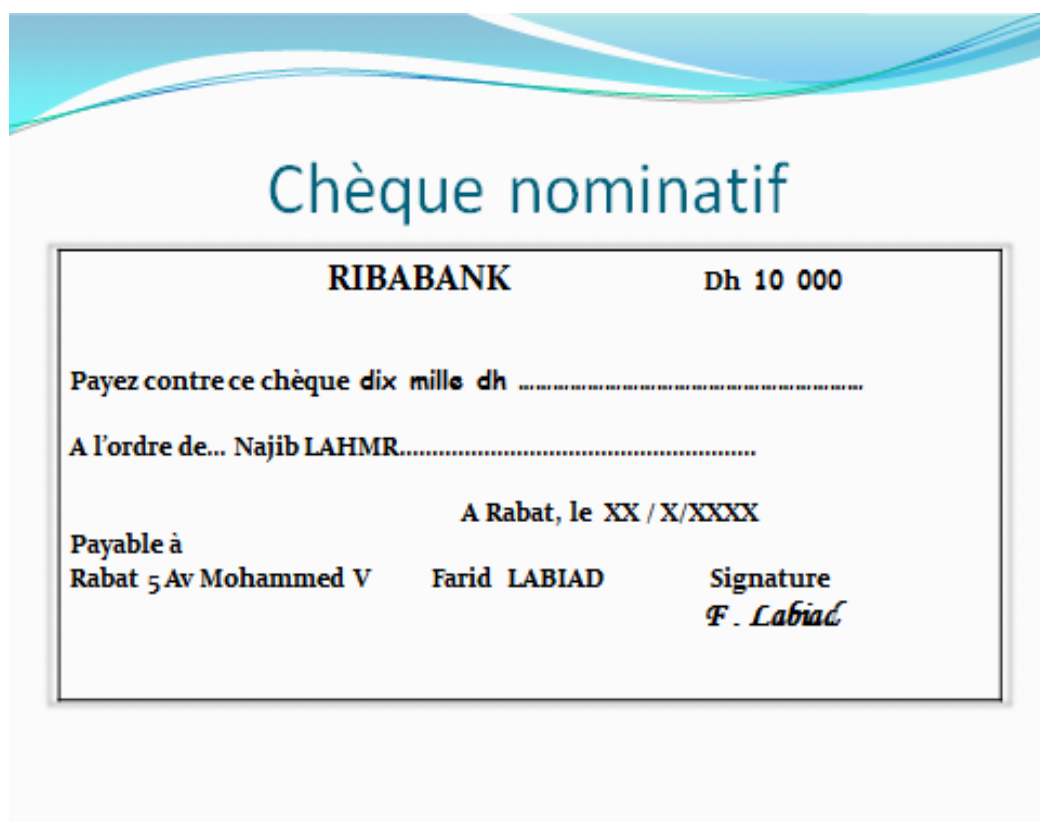 Chèque nominatif
RIBABANK Dh 10 000
Payez contre ce chèque dix mille dh ........................................................
A l'ordre de... Najib LAHMR........................................................
A Rabat, le XX / X/XXXX
Payable à
Rabat 5 Av Mohammed V Farid LABIAD Signature
F . Labiad